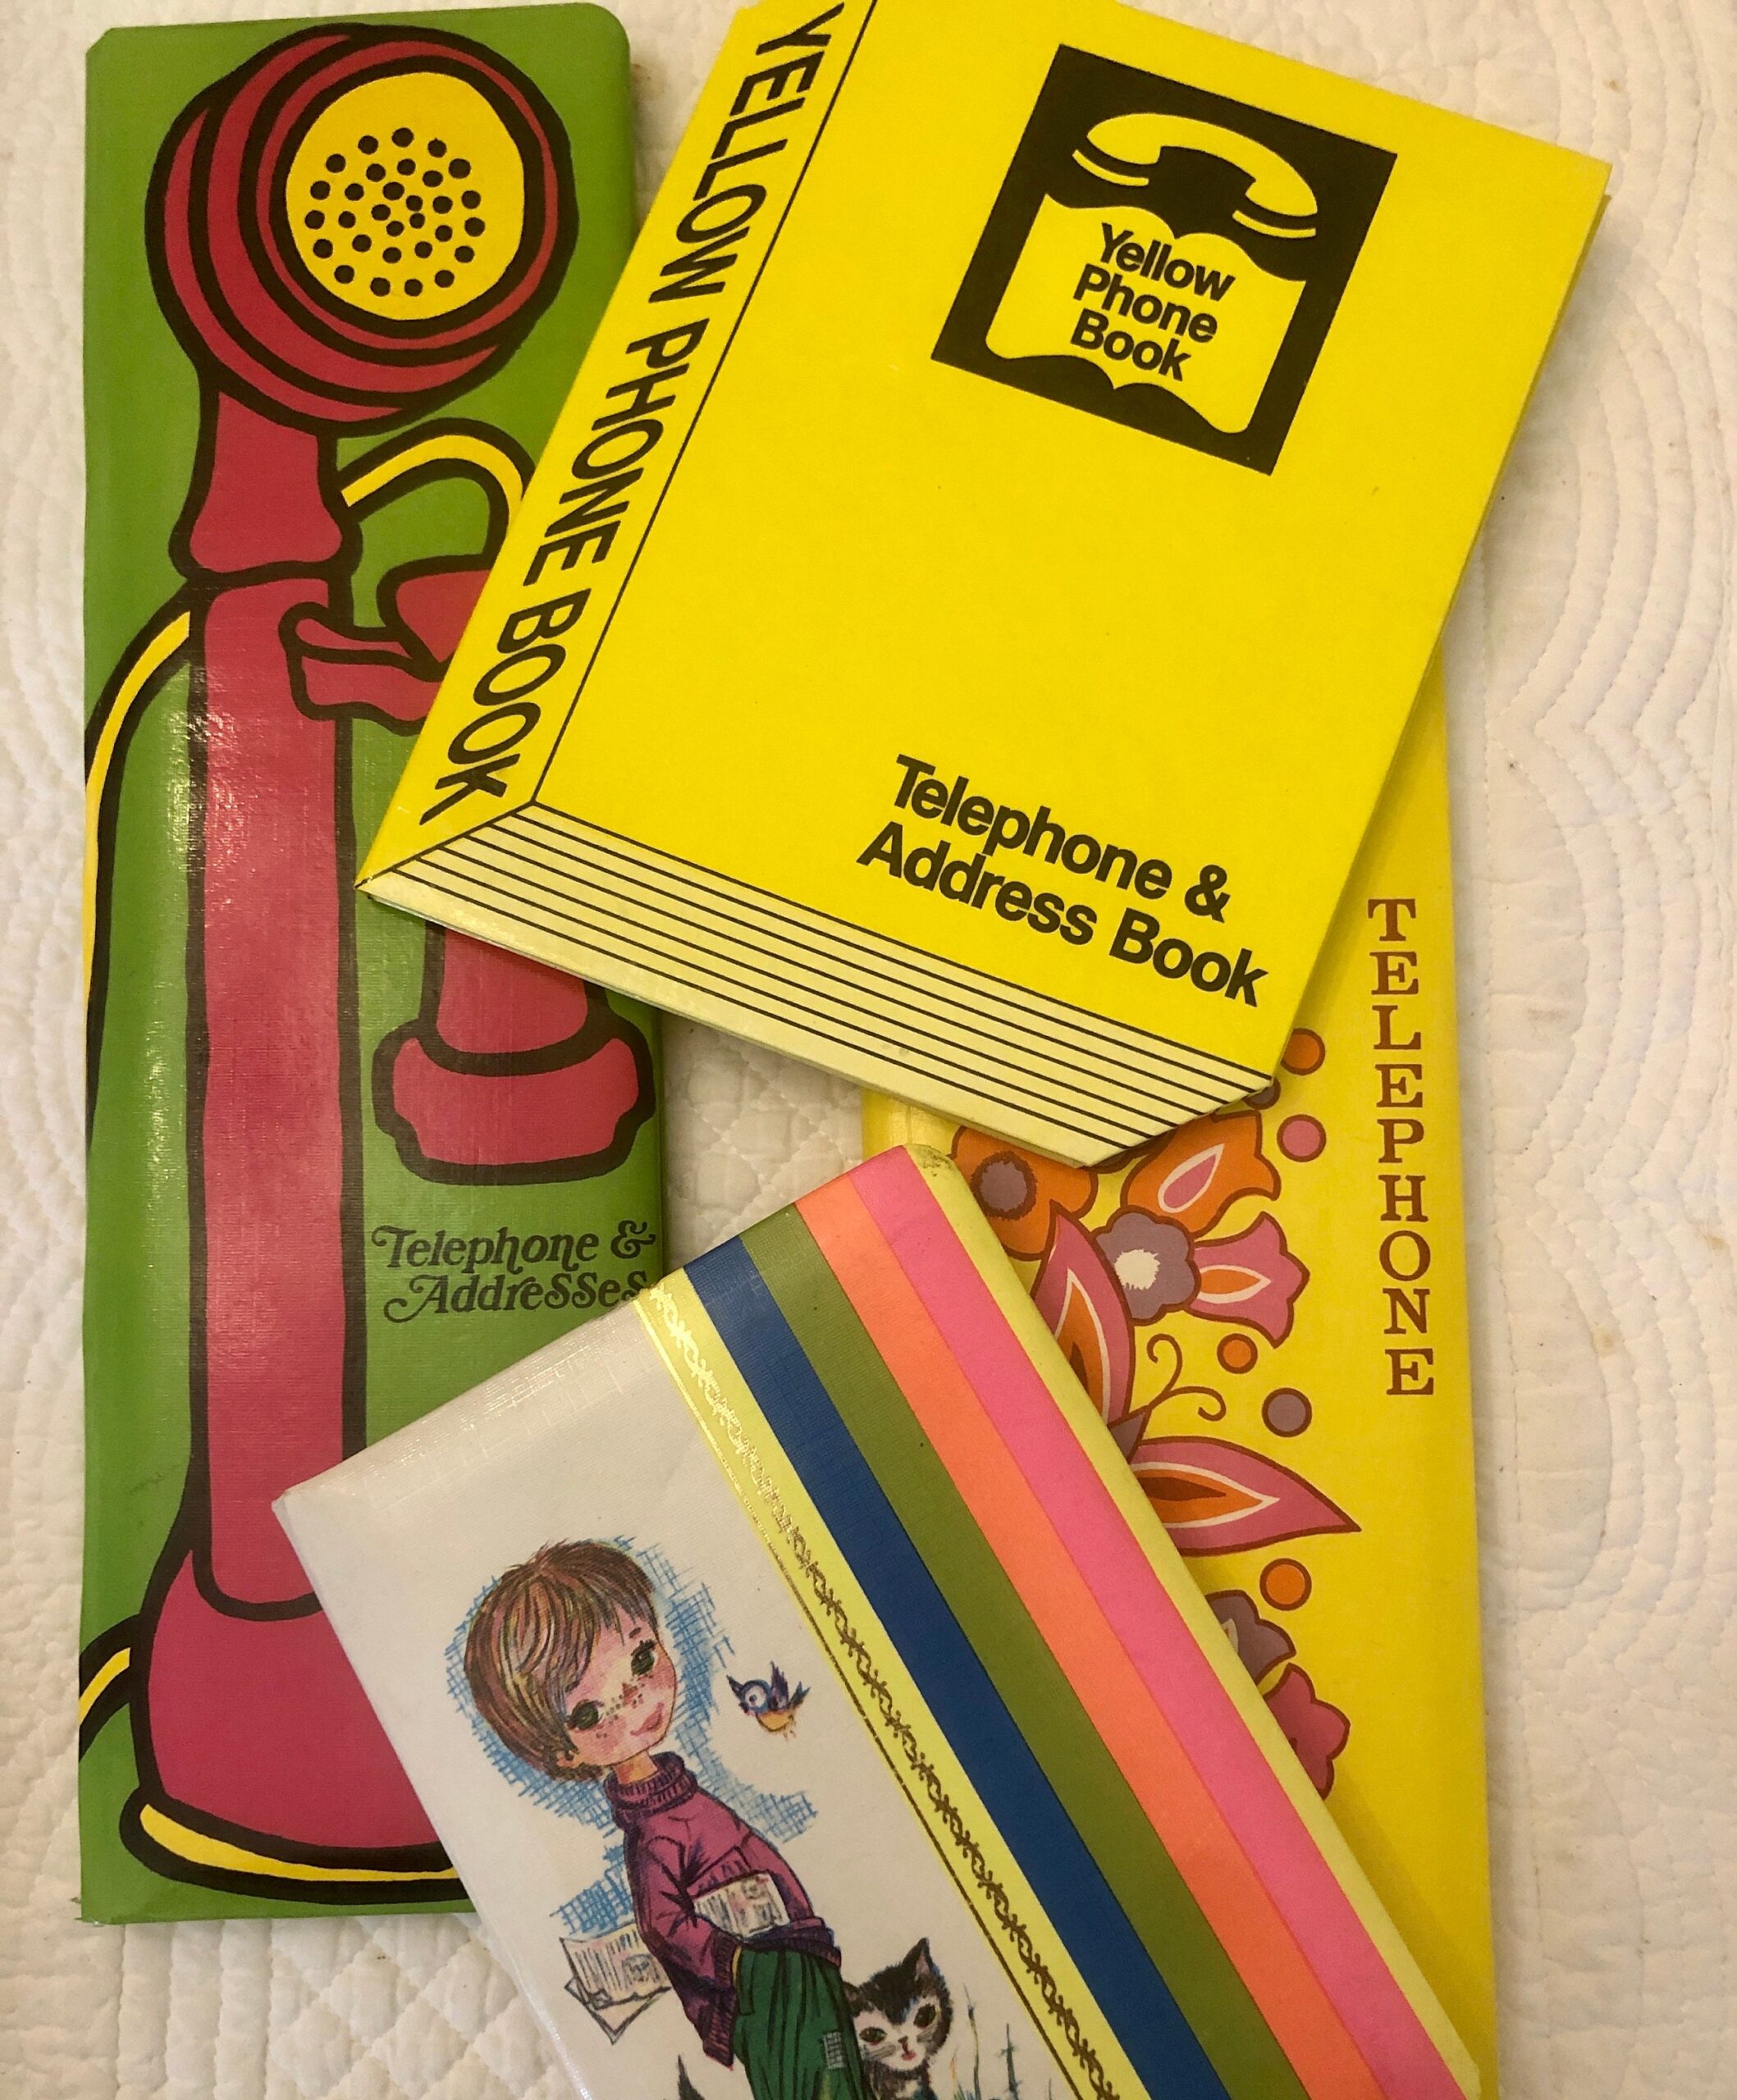 YELLOW PHONE BOOK
Yellow
Phone
Book
Telephone &
Address Book
TELEPHONE
Telephone &
Addresses